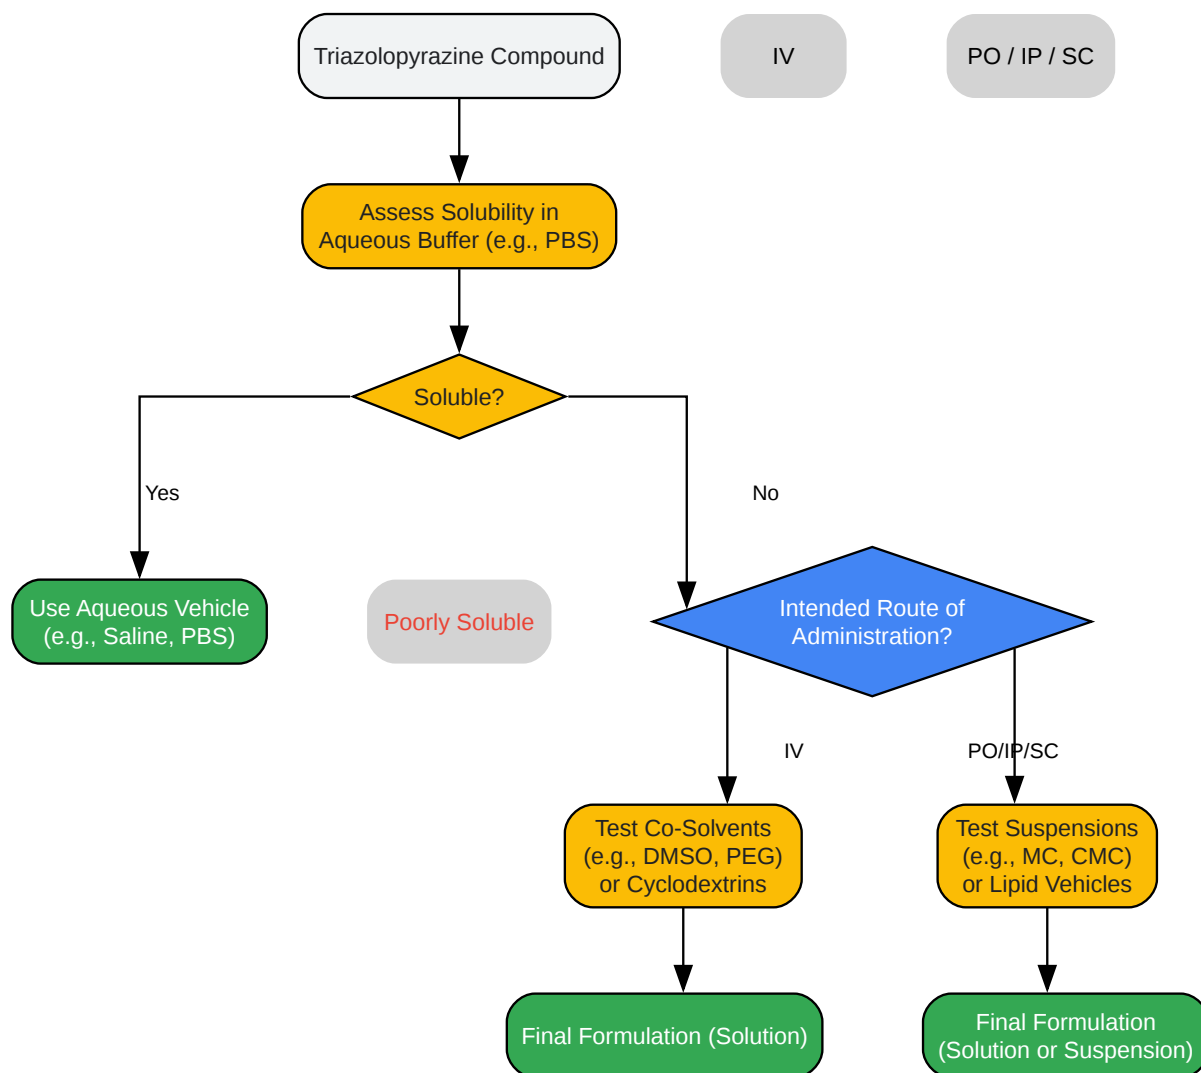 Triazolopyrazine Compound
IV
PO / IP / SC
Assess Solubility in
Aqueous Buffer (e.g., PBS)
Soluble?
Yes
No
Use Aqueous Vehicle
(e.g., Saline, PBS)
Poorly Soluble
Intended Route of
Administration?
IV
PO/IP/SC
Test Co-Solvents
(e.g., DMSO, PEG)
or Cyclodextrins
Test Suspensions
(e.g., MC, CMC)
or Lipid Vehicles
Final Formulation (Solution)
Final Formulation
(Solution or Suspension)